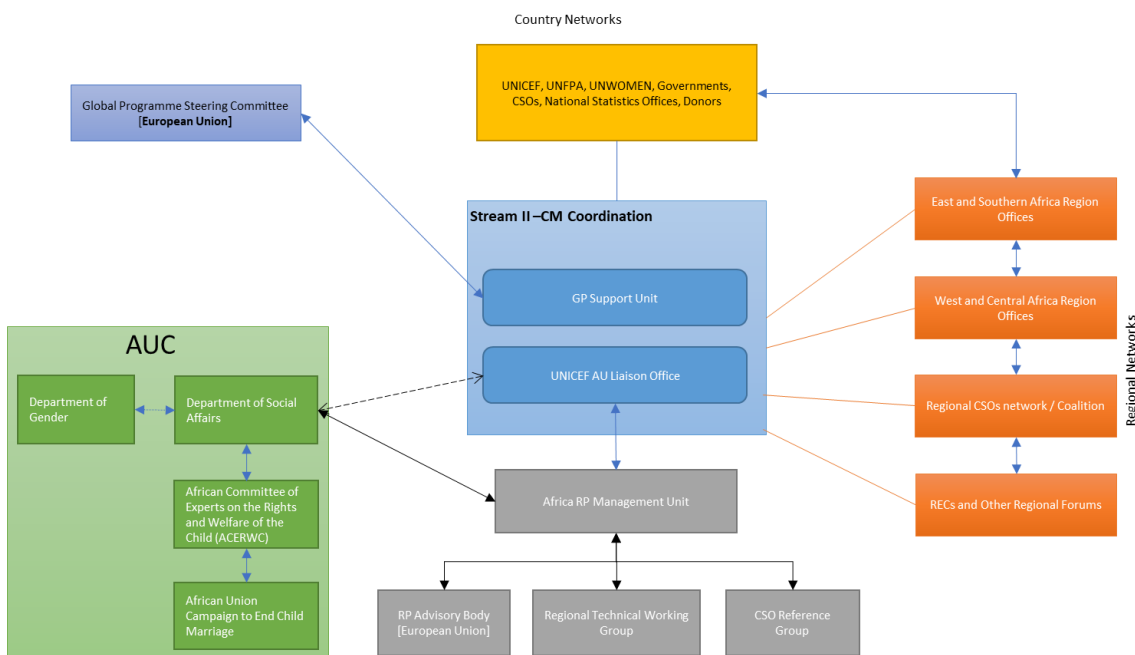 Country Networks
UNICEF, UNFPA, UNWOMEN, Governments,
CSOs, National Statistics Offices, Donors
Global Programme Steering Committee
[European Union]
Stream II –CM Coordination
GP Support Unit
UNICEF AU Liaison Office
East and Southern Africa Region
Offices
West and Central Africa Region
Offices
Regional CSOs network / Coalition
RECs and Other Regional Forums
Regional Networks
AUC
Department of
Gender
Department of Social
Affairs
African Committee of
Experts on the Rights
and Welfare of the
Child (ACERWC)
African Union
Campaign to End Child
Marriage
Africa RP Management Unit
RP Advisory Body
[European Union]
Regional Technical Working
Group
CSO Reference
Group